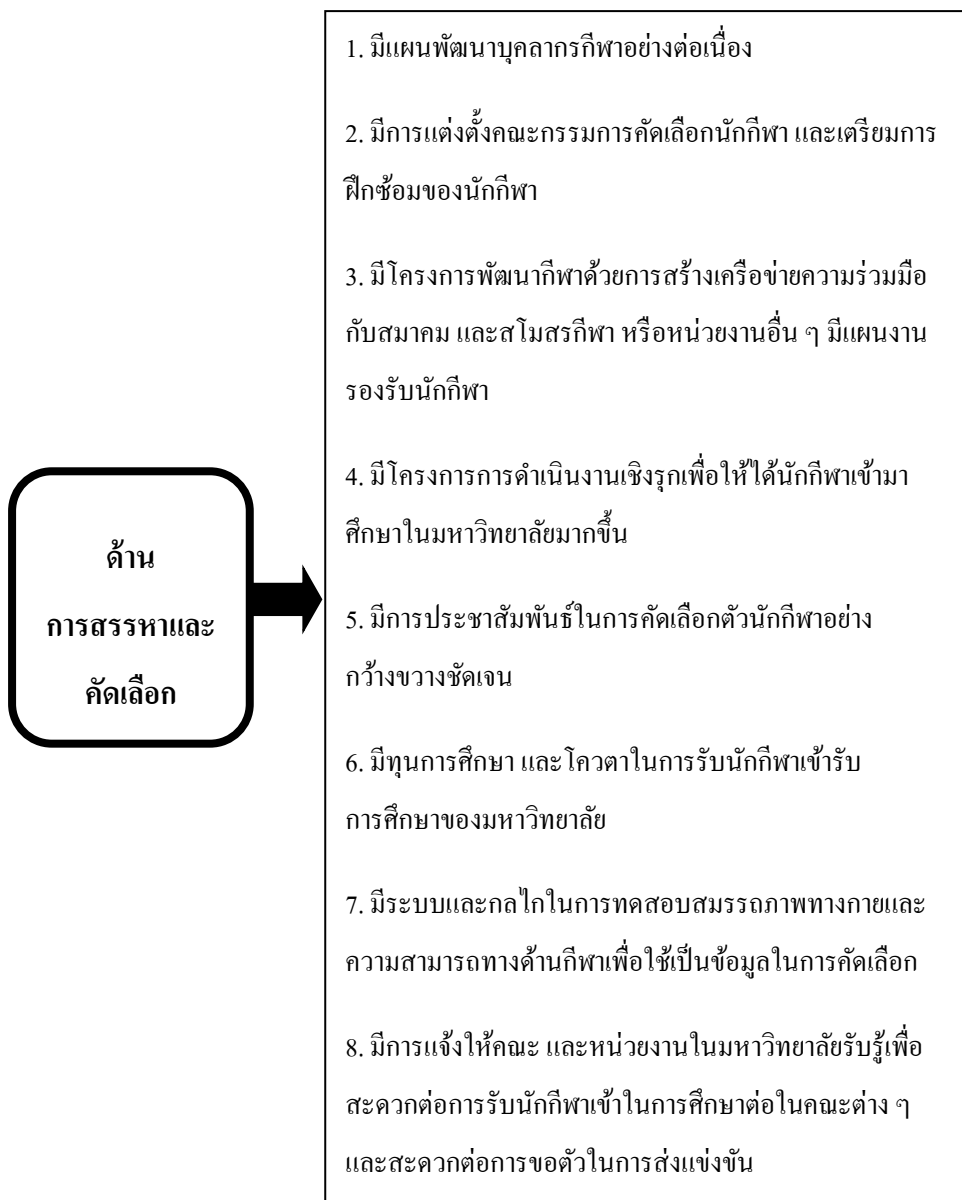 1. มีแผนพัฒนาบุคลากรกีฬาอย่างต่อเนื่อง
2. มีการแต่งตั้งคณะกรรมการคัดเลือกนักกีฬา และเตรียมการ
ฝึกซ้อมของนักกีฬา
3. มีโครงการพัฒนากีฬาด้วยการสร้างเครือข่ายความร่วมมือ
กับสมาคม และสโมสรกีฬา หรือหน่วยงานอื่น ๆ มีแผนงาน
รองรับนักกีฬา
4. มีโครงการการดำเนินงานเชิงรุกเพื่อให้ได้นักกีฬาเข้ามา
ศึกษาในมหาวิทยาลัยมากขึ้น
ด้าน
การสรรหาและ
คัดเลือก
5. มีการประชาสัมพันธ์ในการคัดเลือกตัวนักกีฬาอย่าง
กว้างขวางชัดเจน
6. มีทุนการศึกษา และโควตาในการรับนักกีฬาเข้ารับ
การศึกษาของมหาวิทยาลัย
7. มีระบบและกลไกในการทดสอบสมรรถภาพทางกายและ
ความสามารถทางด้านกีฬาเพื่อใช้เป็นข้อมูลในการคัดเลือก
8. มีการแจ้งให้คณะ และหน่วยงานในมหาวิทยาลัยรับรู้เพื่อ
สะดวกต่อการรับนักกีฬาเข้าในการศึกษาต่อในคณะต่าง ๆ
และสะดวกต่อการขอตัวในการส่งแข่งขัน